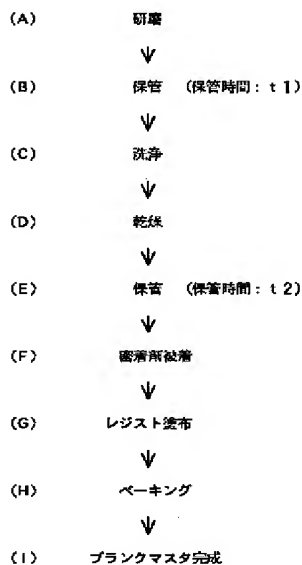 (A) 研磨
(B) 保管 (保管時間: t1)
(C) 洗浄
(D) 乾燥
(E) 保管 (保管時間: t2)
(F) 密着剤被着
(G) レジスト塗布
(H) ベーキング
(I) ブランクマスタ完成